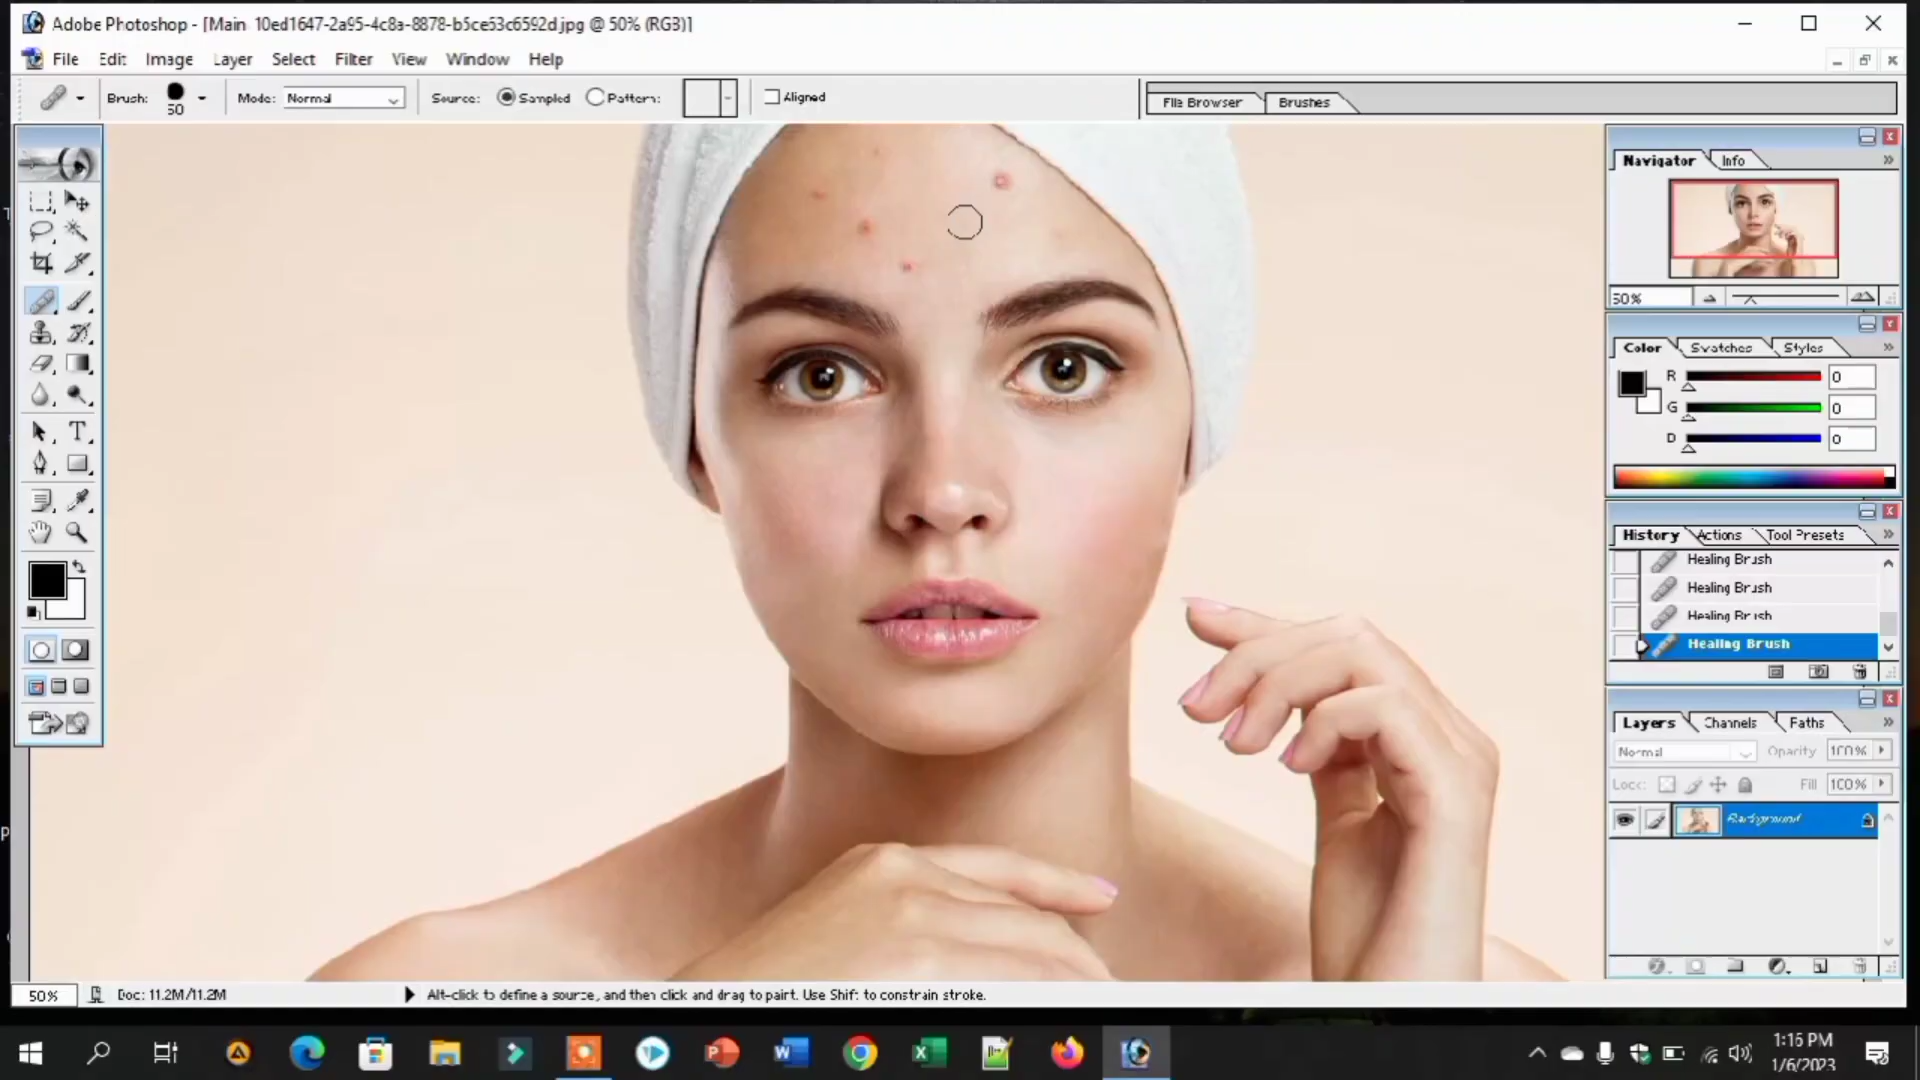 Adobe Photoshop - [Main 10ed1647-2a95-4c8a-8878-b5ce53c6592d.jpg @ 50% (RGB)]
File Edit Image Layer Select Filter View Window Help
Brush: 50 Mode: Normal Source: Sampled Pattern: Aligned File Browser Brushes
Navigator Info
50%
Color Swatches Styles
R 0
G 0
0
History Actions Tool Presets
Healing Brush
Healing Brush
Healing Brush
Healing Brush
Layers Channels Paths
Normal Opacity: 100%
Lock: Fill: 100%
Background
50% Doc: 11.2M/11.2M Alt-click to define a source, and then click and drag to paint. Use Shift to constrain stroke.
1:16 PM
1/6/2023